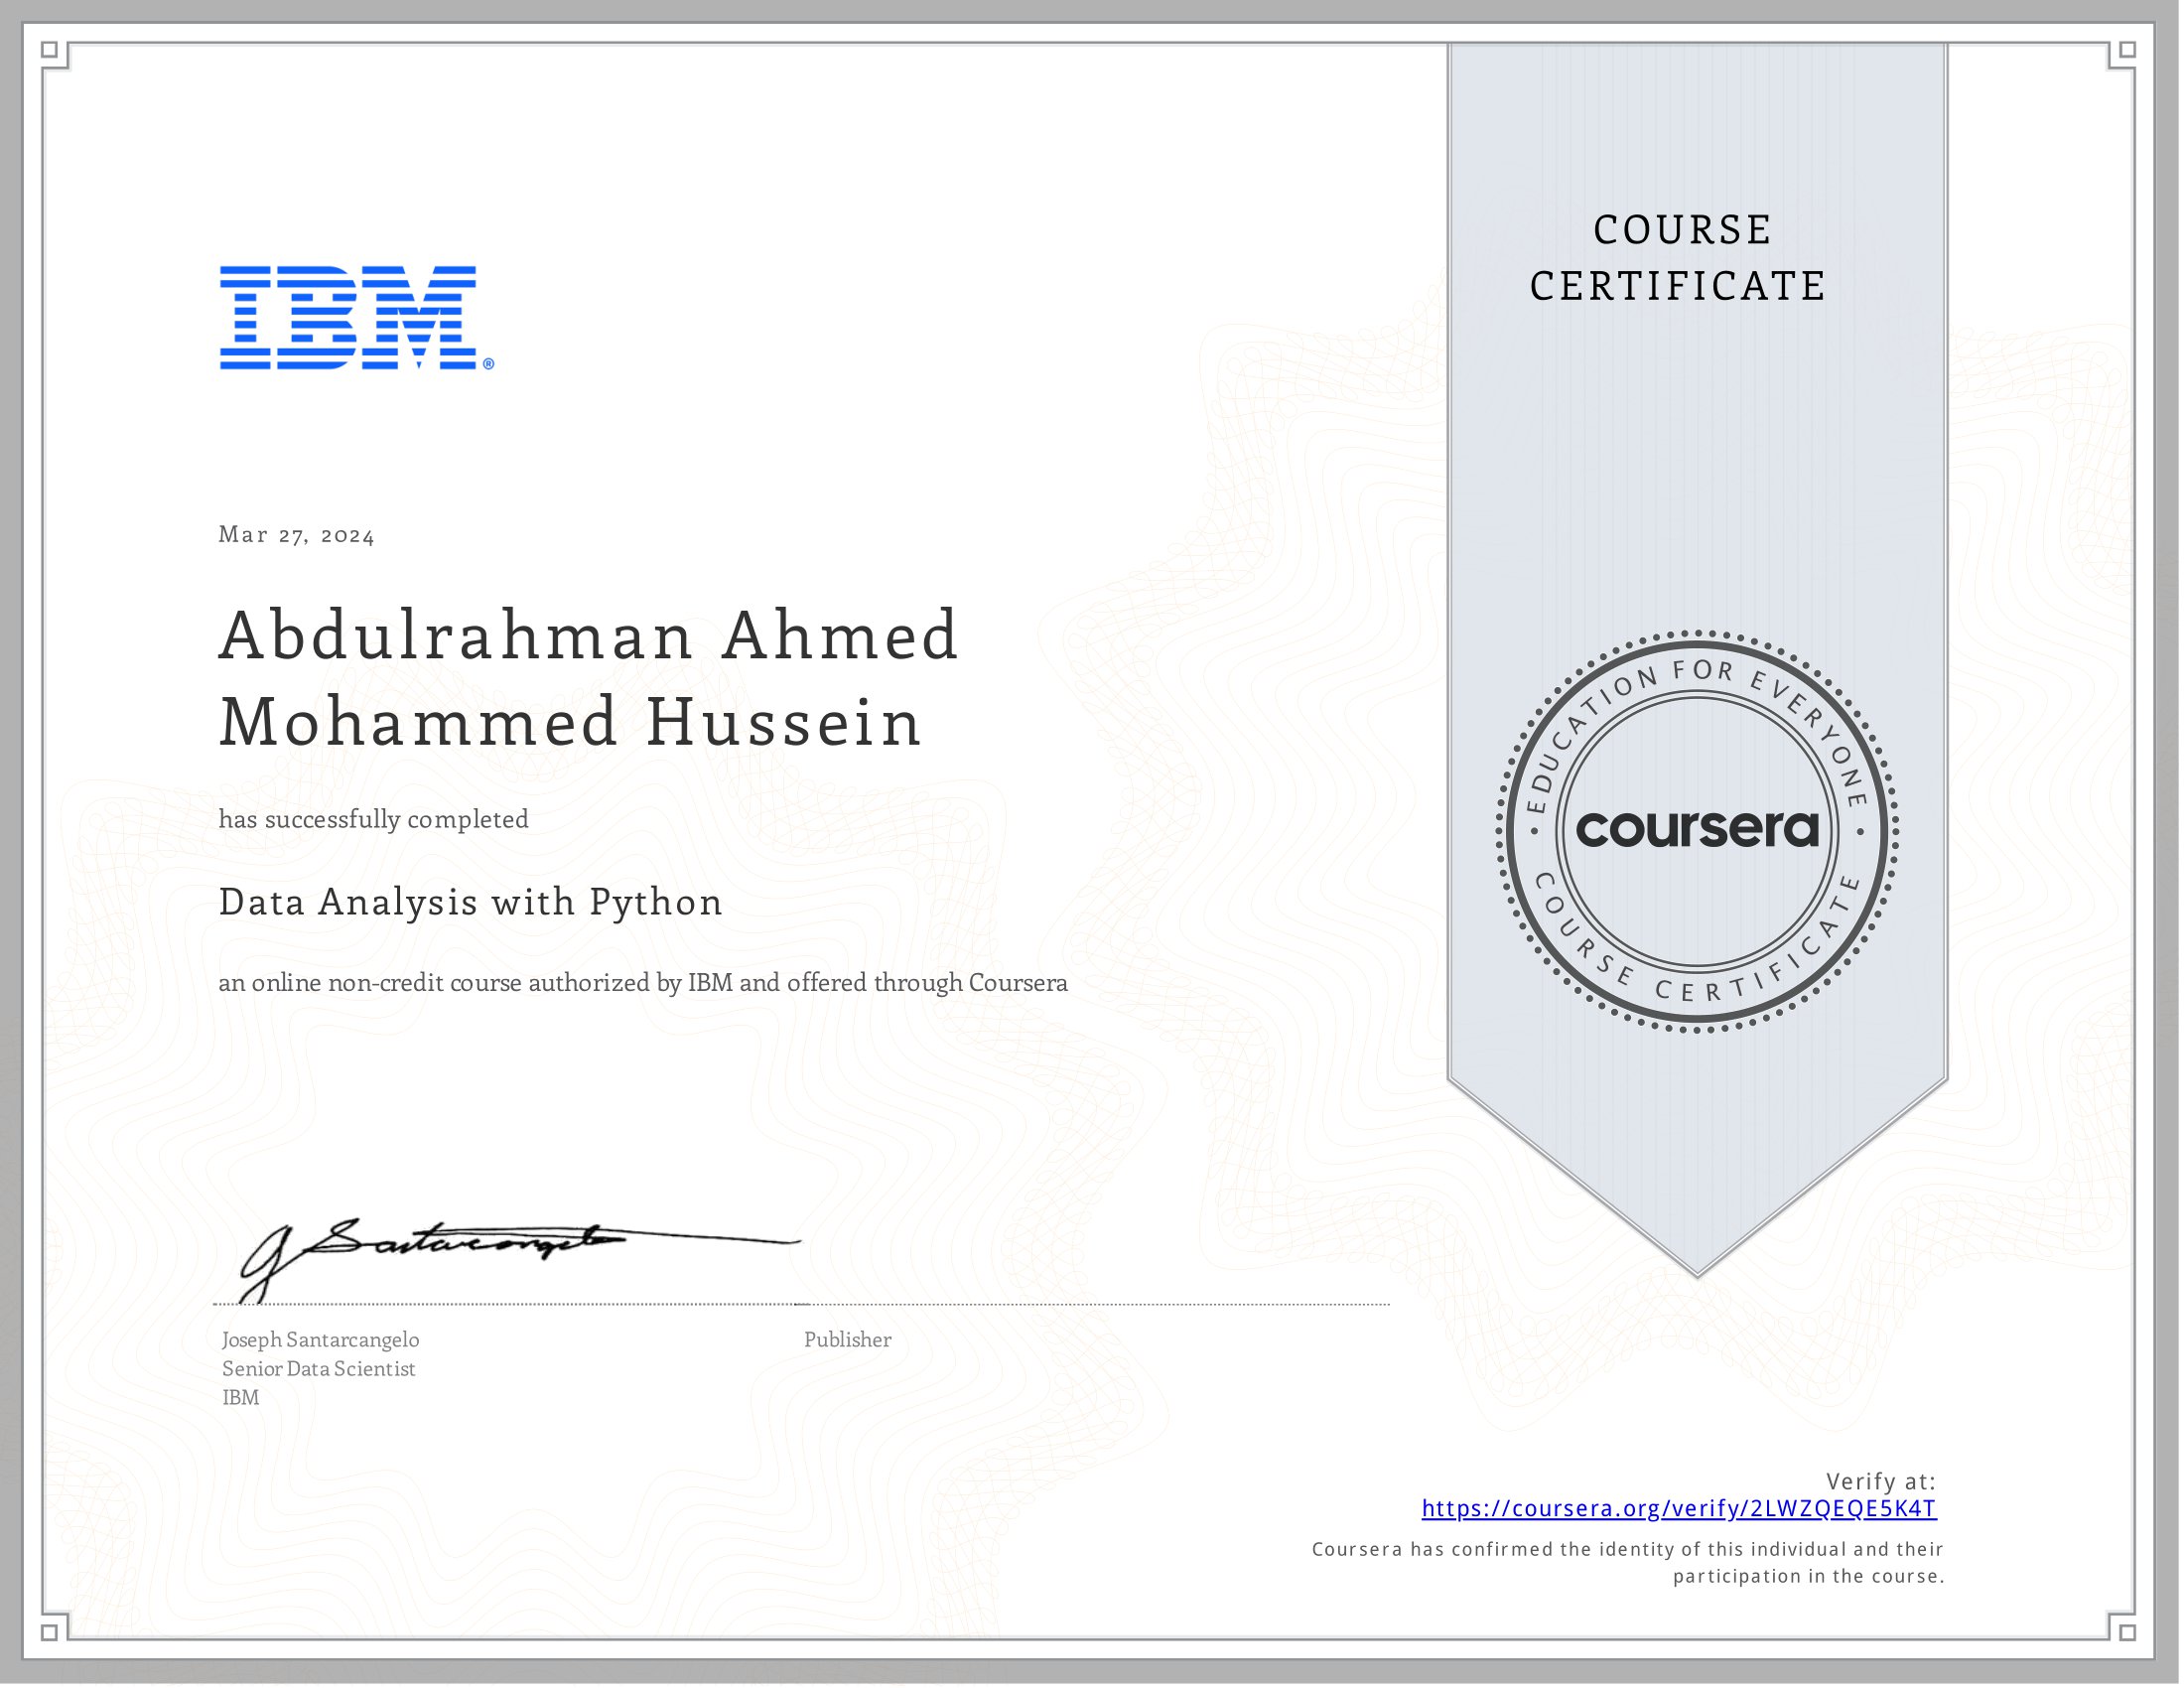 COURSE
CERTIFICATE
IBM®
Mar 27, 2024
Abdulrahman Ahmed
Mohammed Hussein
has successfully completed
Data Analysis with Python
an online non-credit course authorized by IBM and offered through Coursera
EDUCATION FOR EVERYONE
coursera
COURSE CERTIFICATE
J Santarcangelo
Joseph Santarcangelo
Senior Data Scientist
IBM
Publisher
Verify at:
https://coursera.org/verify/2LWZQEQE5K4T
Coursera has confirmed the identity of this individual and their
participation in the course.